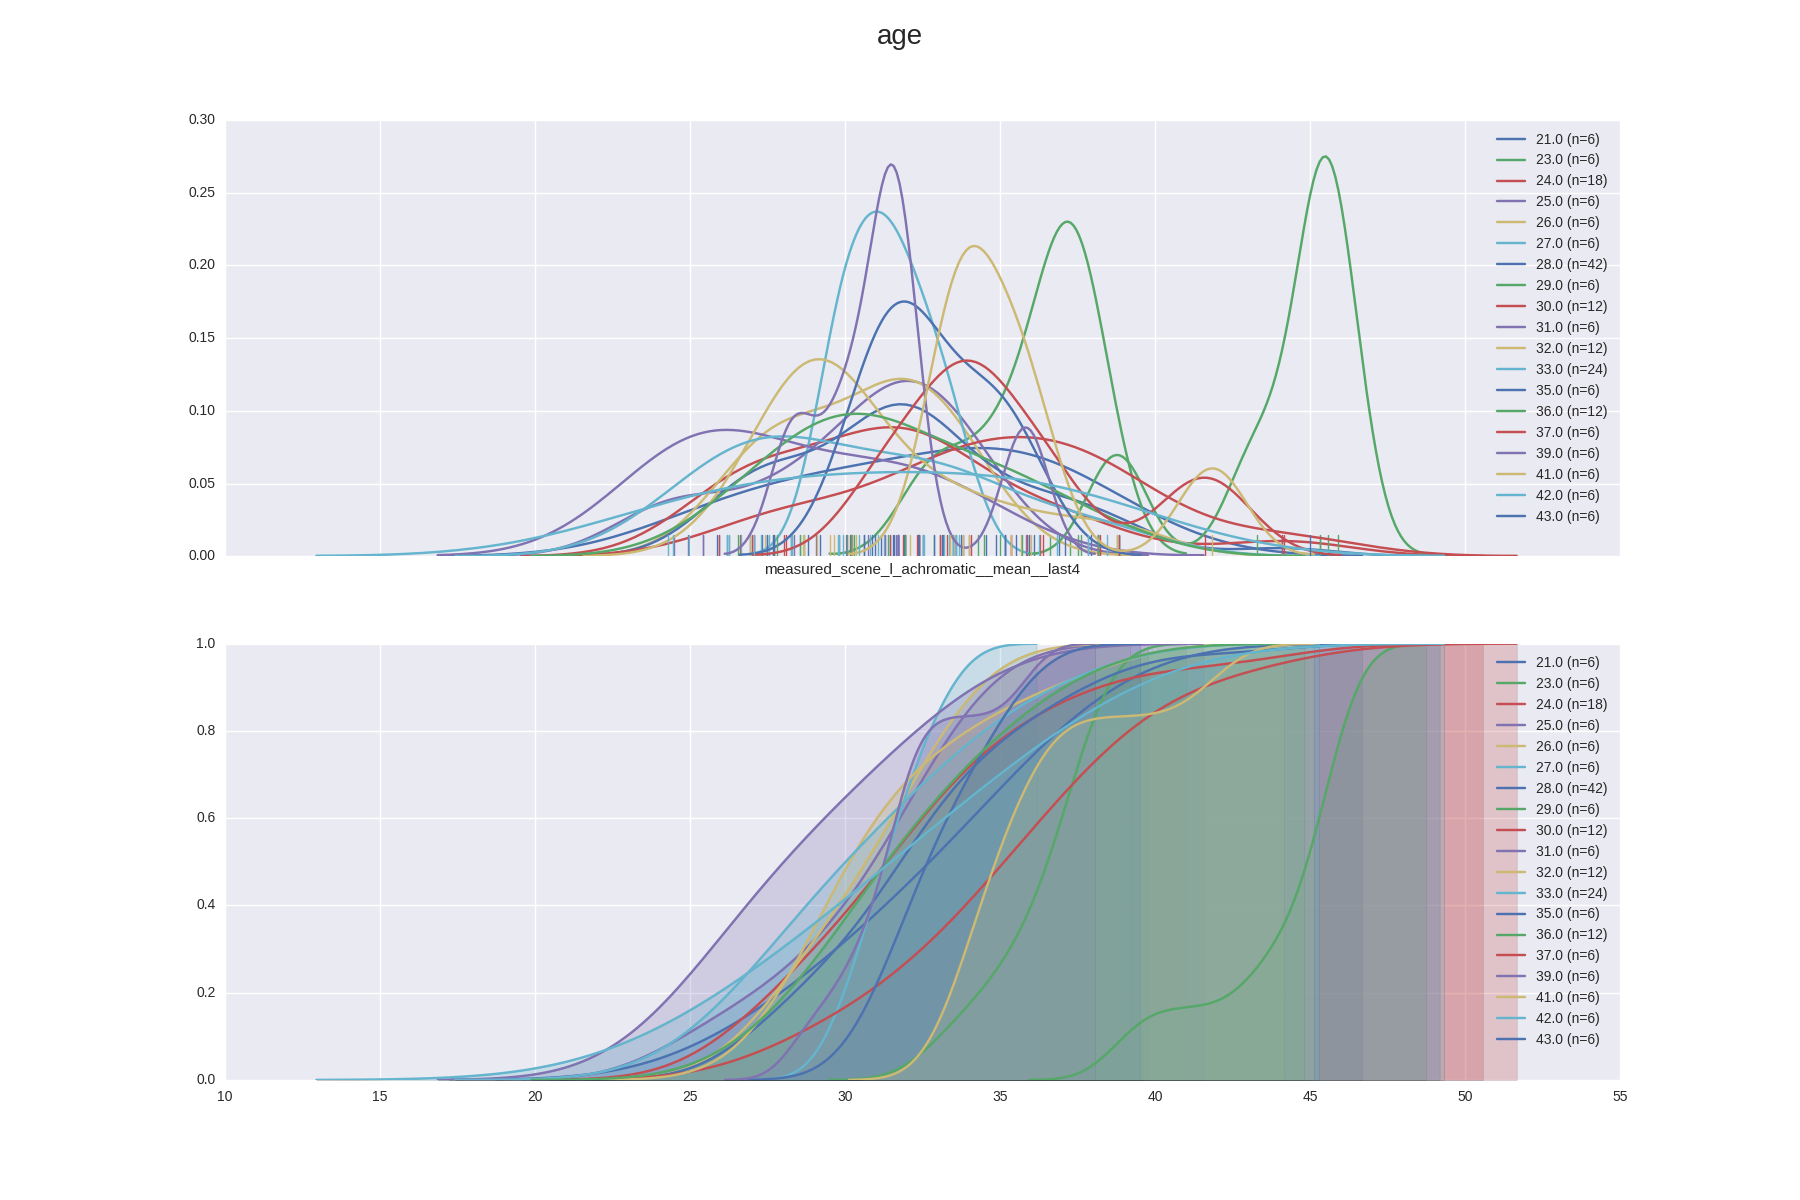 age
0.30
0.25
0.20
0.15
0.10
0.05
0.00
21.0 (n=6)
23.0 (n=6)
24.0 (n=18)
25.0 (n=6)
26.0 (n=6)
27.0 (n=6)
28.0 (n=42)
29.0 (n=6)
30.0 (n=12)
31.0 (n=6)
32.0 (n=12)
33.0 (n=24)
35.0 (n=6)
36.0 (n=12)
37.0 (n=6)
39.0 (n=6)
41.0 (n=6)
42.0 (n=6)
43.0 (n=6)
measured_scene_l_achromatic__mean__last4
1.0
0.8
0.6
0.4
0.2
0.0
21.0 (n=6)
23.0 (n=6)
24.0 (n=18)
25.0 (n=6)
26.0 (n=6)
27.0 (n=6)
28.0 (n=42)
29.0 (n=6)
30.0 (n=12)
31.0 (n=6)
32.0 (n=12)
33.0 (n=24)
35.0 (n=6)
36.0 (n=12)
37.0 (n=6)
39.0 (n=6)
41.0 (n=6)
42.0 (n=6)
43.0 (n=6)
10 15 20 25 30 35 40 45 50 55